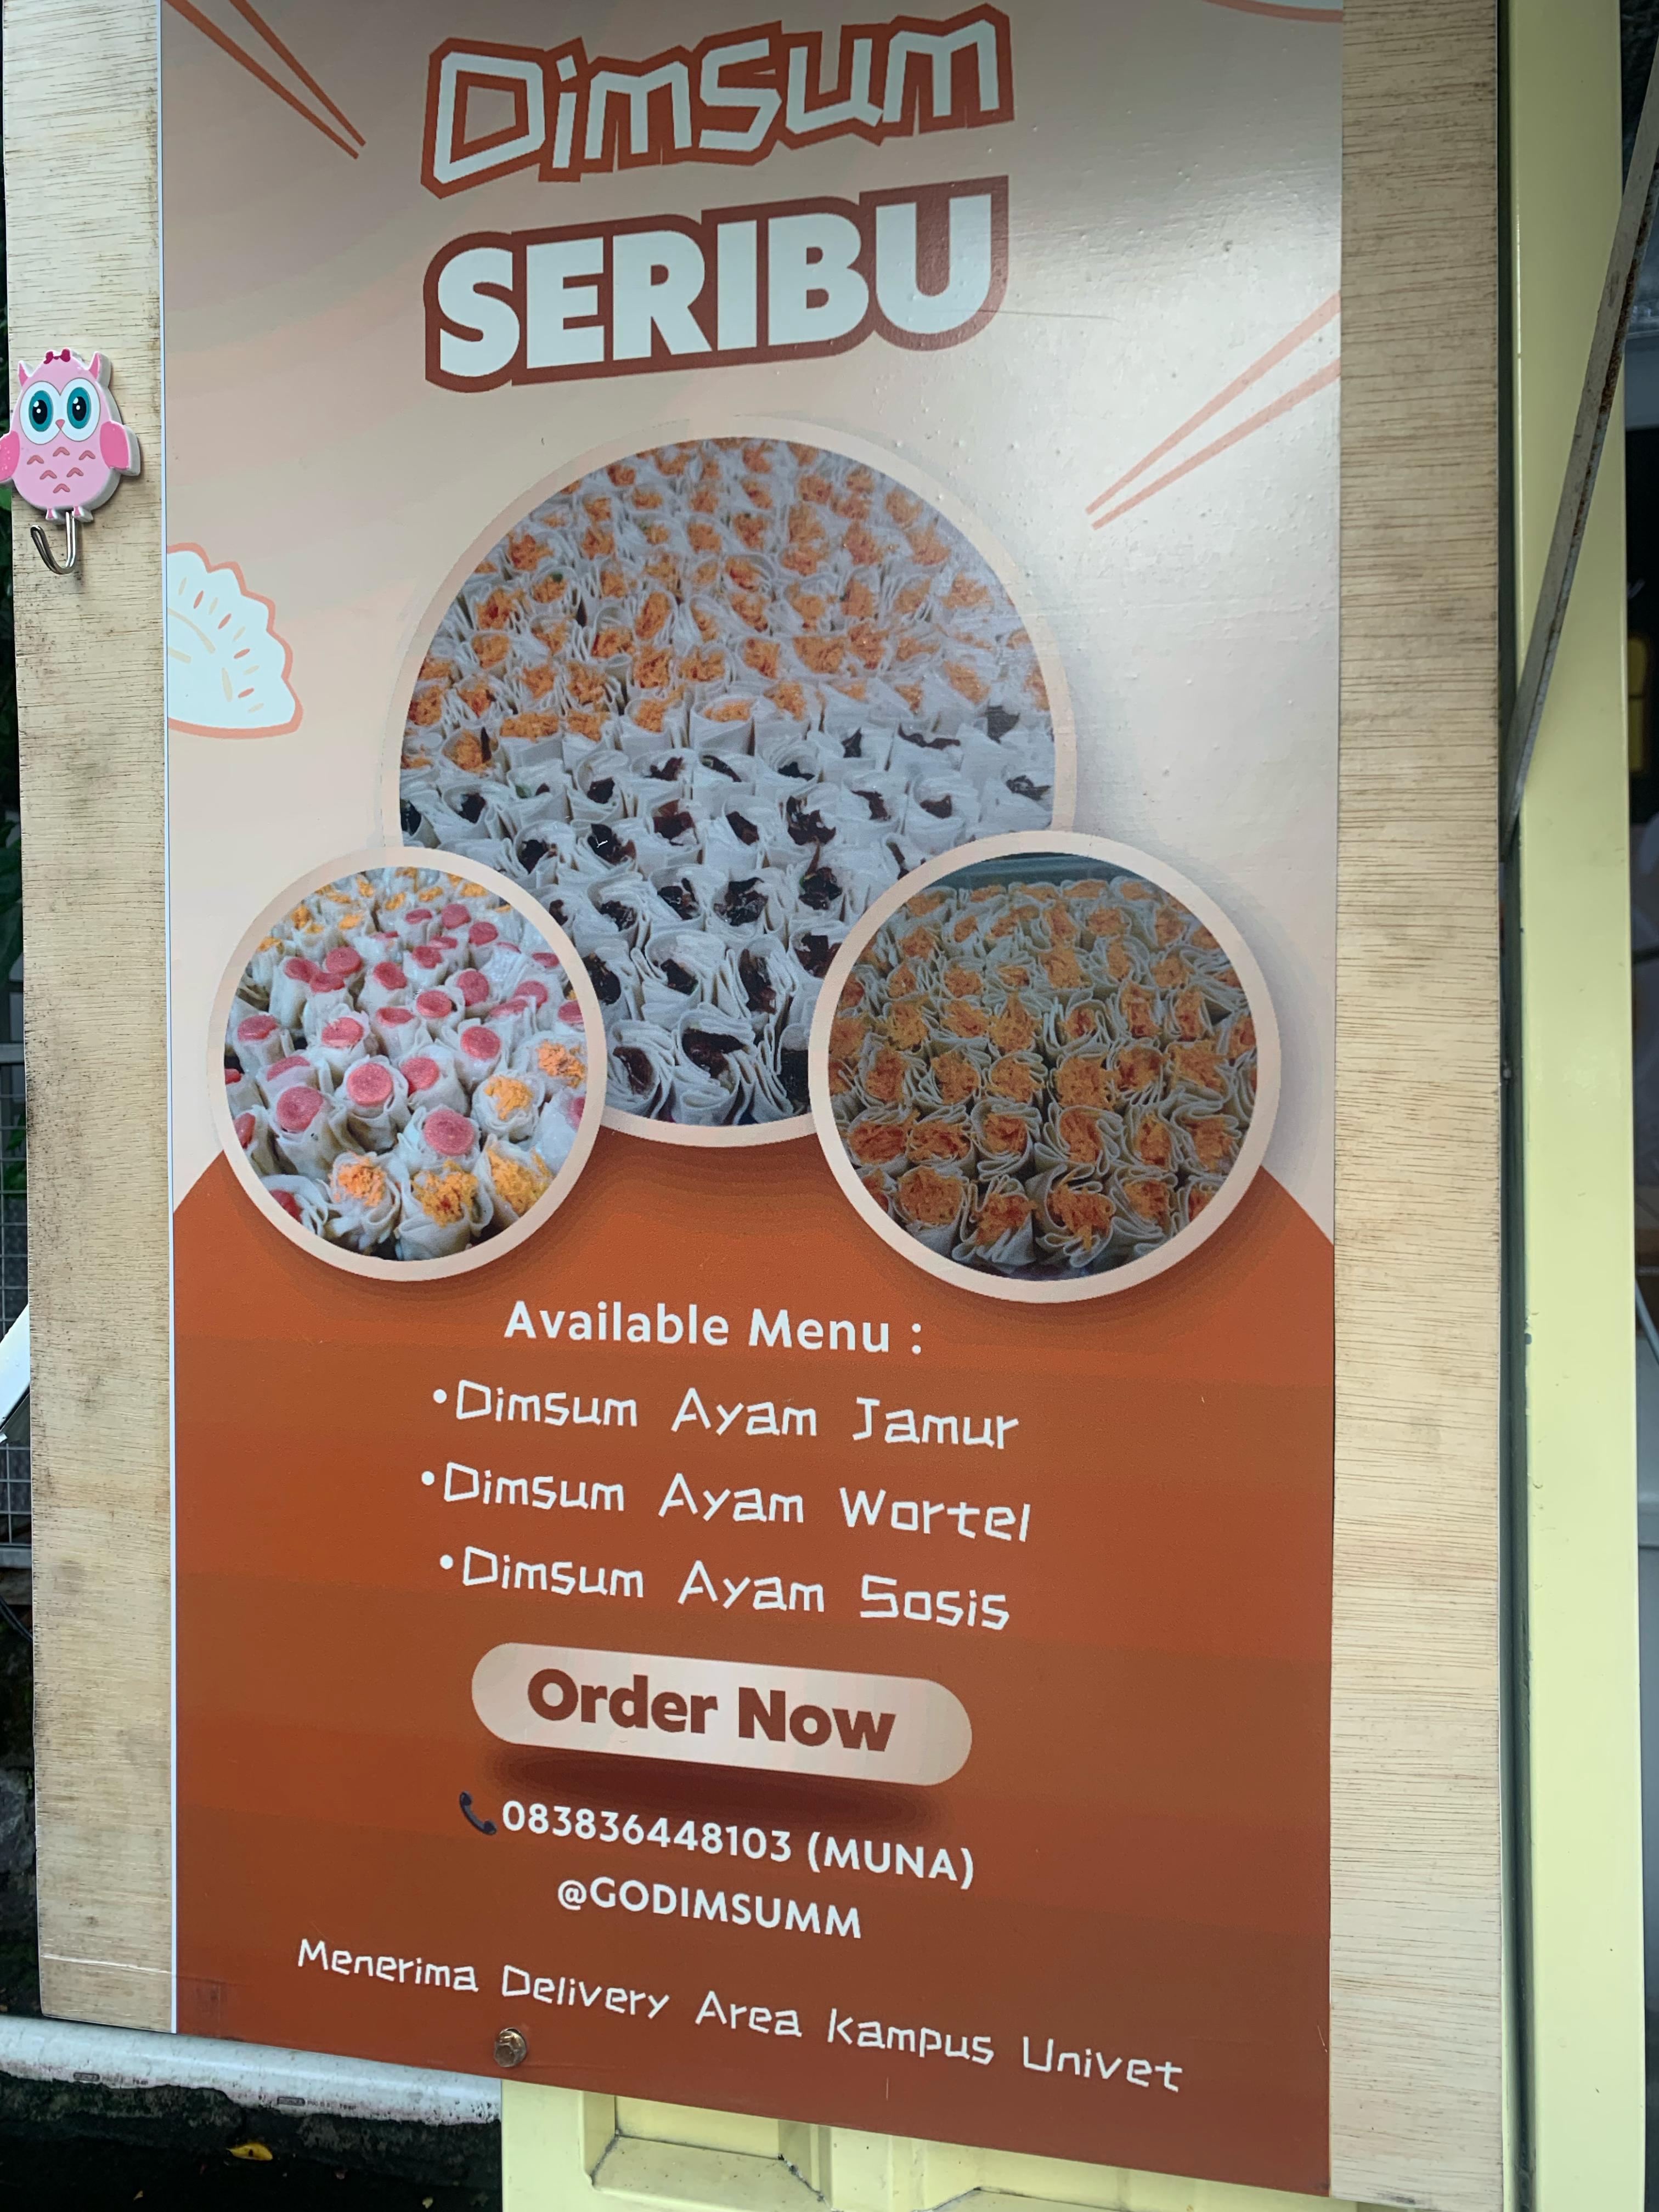 Dimsum
SERIBU
Available Menu :
•Dimsum Ayam Jamur
•Dimsum Ayam Wortel
•Dimsum Ayam Sosis
Order Now
083836448103 (MUNA)
@GODIMSUMM
Menerima Delivery Area Kampus Univet